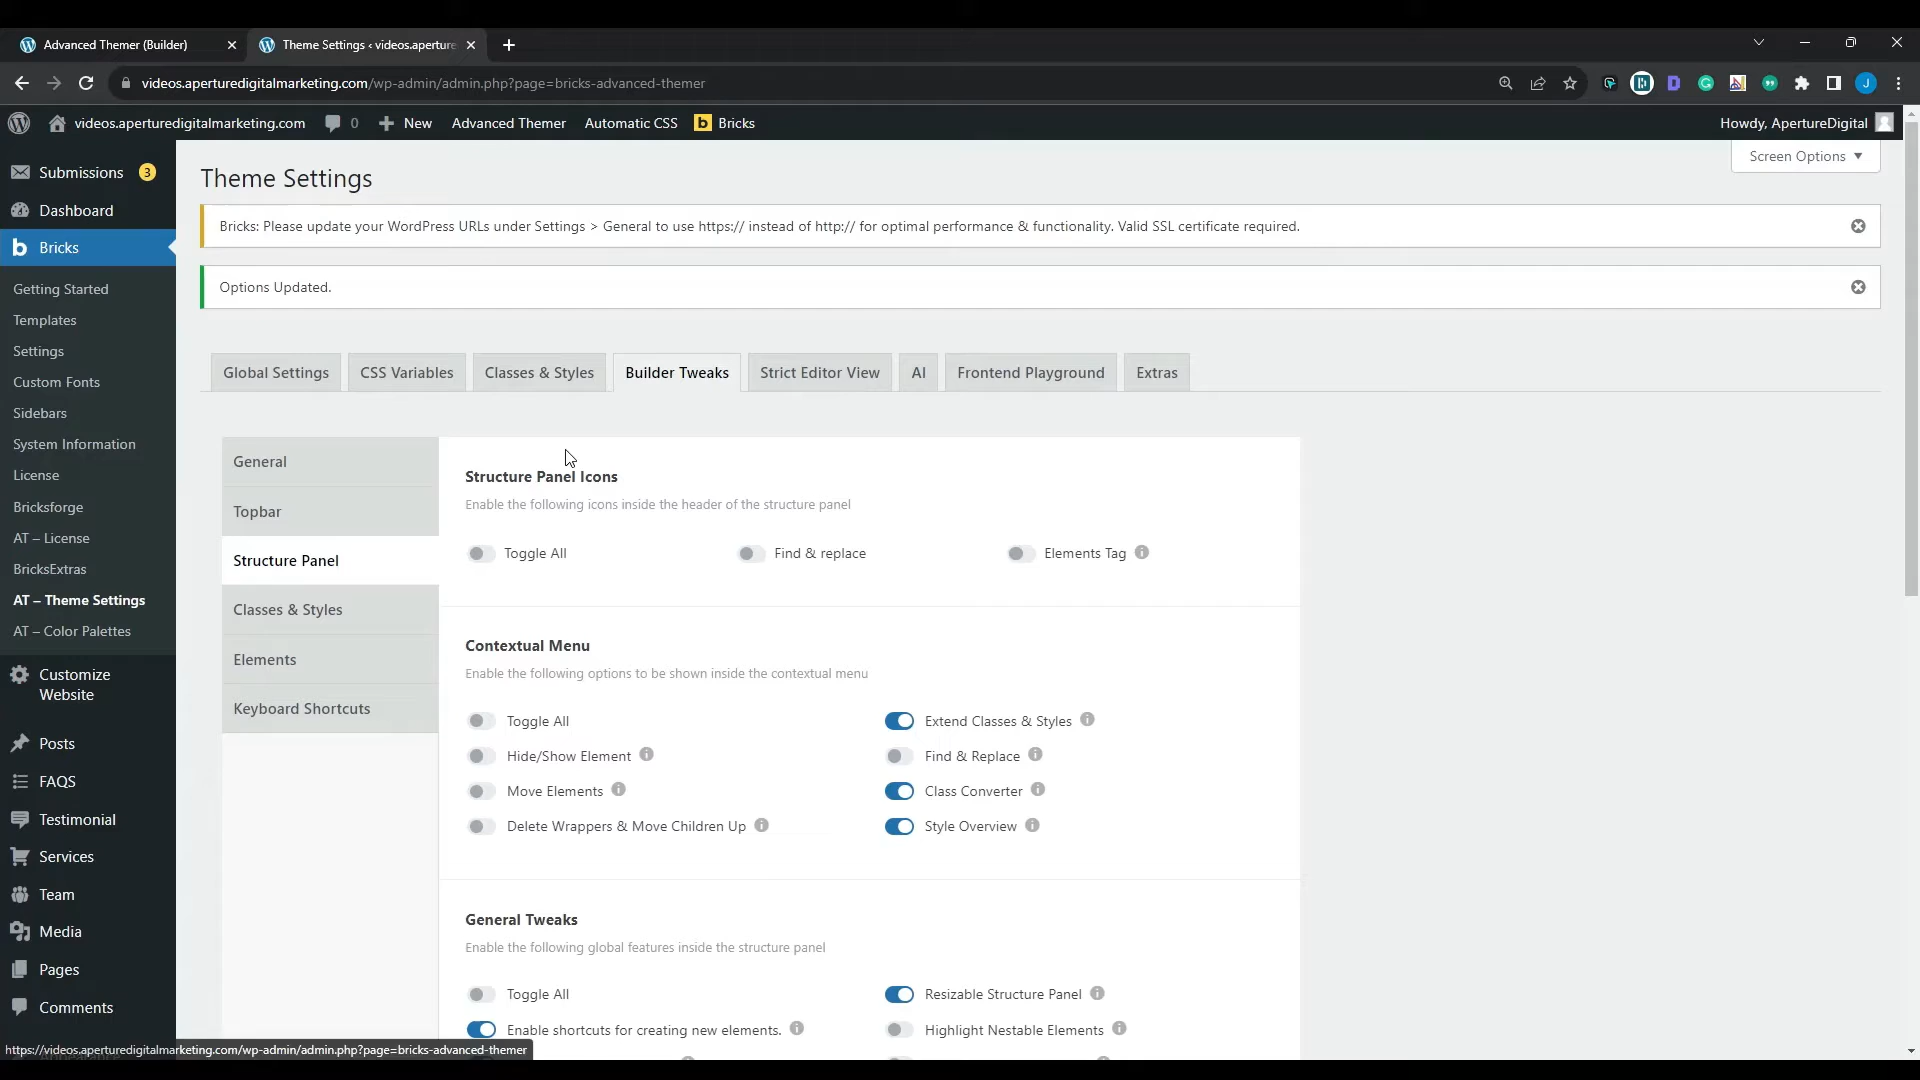 Advanced Themer (Builder)
Theme Settings ‹ videos.aperture
videos.aperturedigitalmarketing.com/wp-admin/admin.php?page=bricks-advanced-themer
J
videos.aperturedigitalmarketing.com
0
New
Advanced Themer
Automatic CSS
b Bricks
Howdy, ApertureDigital
Screen Options
Submissions 3
Dashboard
b Bricks
Getting Started
Templates
Settings
Custom Fonts
Sidebars
System Information
License
Bricksforge
AT – License
BricksExtras
AT – Theme Settings
AT – Color Palettes
Customize
Website
Posts
FAQS
Testimonial
Services
Team
Media
Pages
Comments
Theme Settings
Bricks: Please update your WordPress URLs under Settings > General to use https:// instead of http:// for optimal performance & functionality. Valid SSL certificate required.
Options Updated.
Global Settings
CSS Variables
Classes & Styles
Builder Tweaks
Strict Editor View
AI
Frontend Playground
Extras
General
Topbar
Structure Panel
Classes & Styles
Elements
Keyboard Shortcuts
Structure Panel Icons
Enable the following icons inside the header of the structure panel
Toggle All
Find & replace
Elements Tag
Contextual Menu
Enable the following options to be shown inside the contextual menu
Toggle All
Extend Classes & Styles
Hide/Show Element
Find & Replace
Move Elements
Class Converter
Delete Wrappers & Move Children Up
Style Overview
General Tweaks
Enable the following global features inside the structure panel
Toggle All
Resizable Structure Panel
Enable shortcuts for creating new elements.
Highlight Nestable Elements
https://videos.aperturedigitalmarketing.com/wp-admin/admin.php?page=bricks-advanced-themer